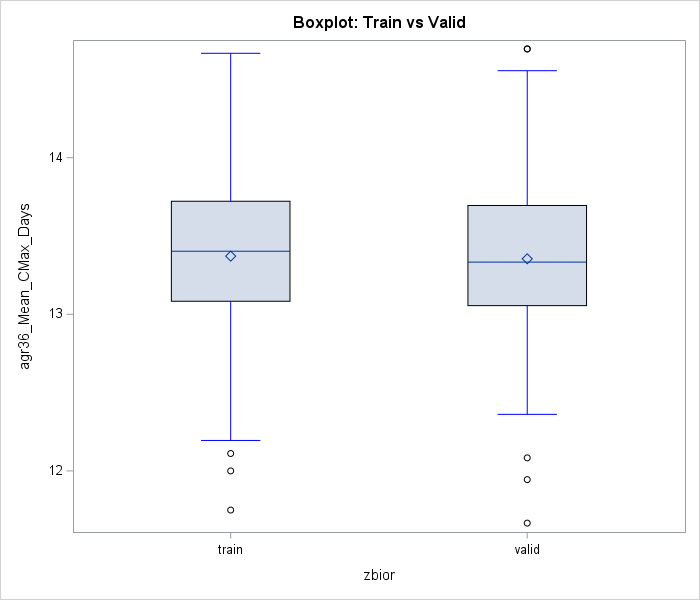 Boxplot: Train vs Valid
agr36_Mean_CMax_Days
14
13
12
train
valid
zbior